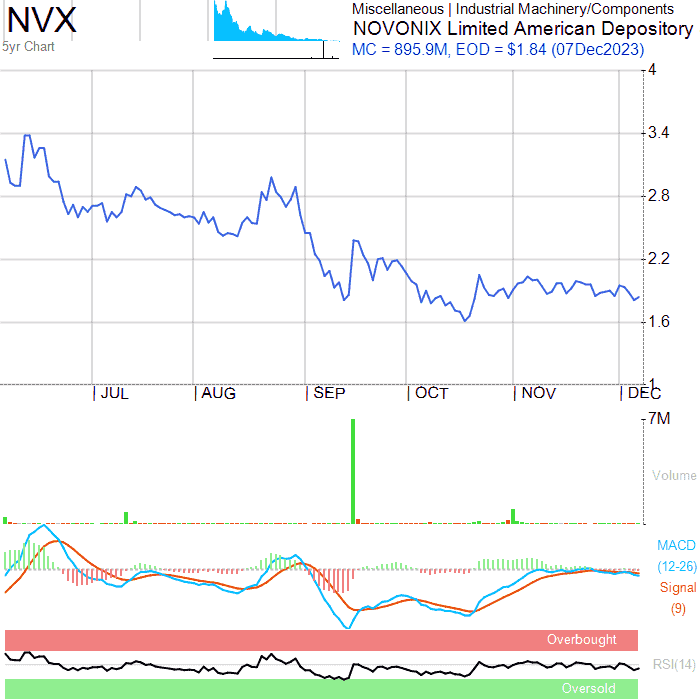 NVX
5yr Chart
Miscellaneous | Industrial Machinery/Components
NOVONIX Limited American Depository
MC = 895.9M, EOD = $1.84 (07Dec2023)
4
3.4
2.8
2.2
1.6
1
JUL AUG SEP OCT NOV DEC
7M
Volume
MACD
(12-26)
Signal
(9)
Overbought
RSI(14)
Oversold